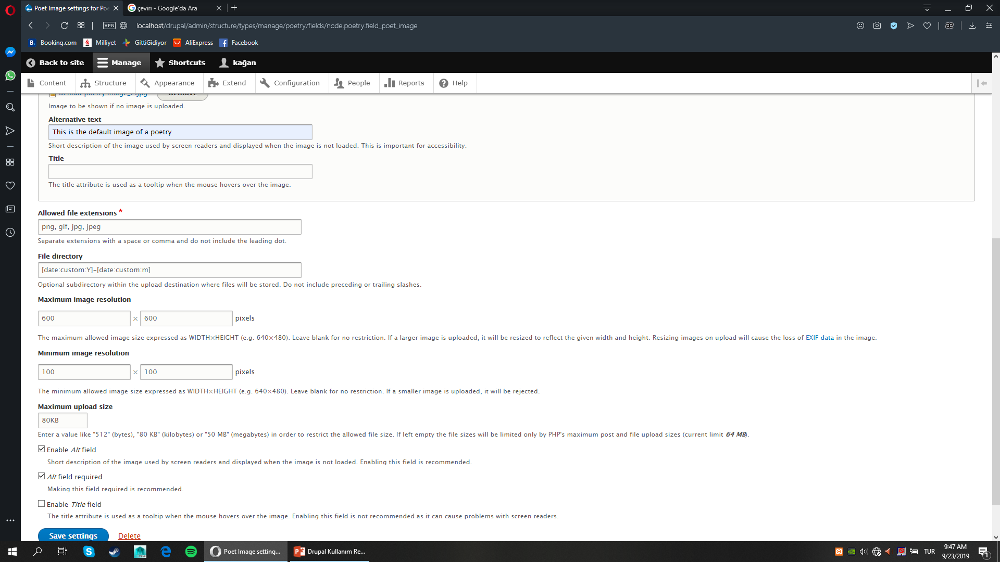 Poet Image settings for Poe
çeviri - Google'da Ara
VPN
localhost/drupal/admin/structure/types/manage/poetry/fields/node.poetry.field_poet_image
Booking.com Milliyet GittiGidiyor AliExpress Facebook
Back to site Manage Shortcuts kağan
Content Structure Appearance Extend Configuration People Reports Help
default poetry image_2.jpg Remove
Image to be shown if no image is uploaded.
Alternative text
This is the default image of a poetry
Short description of the image used by screen readers and displayed when the image is not loaded. This is important for accessibility.
Title
The title attribute is used as a tooltip when the mouse hovers over the image.
Allowed file extensions *
png, gif, jpg, jpeg
Separate extensions with a space or comma and do not include the leading dot.
File directory
[date:custom:Y]-[date:custom:m]
Optional subdirectory within the upload destination where files will be stored. Do not include preceding or trailing slashes.
Maximum image resolution
600 × 600 pixels
The maximum allowed image size expressed as WIDTH×HEIGHT (e.g. 640×480). Leave blank for no restriction. If a larger image is uploaded, it will be resized to reflect the given width and height. Resizing images on upload will cause the loss of EXIF data in the image.
Minimum image resolution
100 × 100 pixels
The minimum allowed image size expressed as WIDTH×HEIGHT (e.g. 640×480). Leave blank for no restriction. If a smaller image is uploaded, it will be rejected.
Maximum upload size
80KB
Enter a value like "512" (bytes), "80 KB" (kilobytes) or "50 MB" (megabytes) in order to restrict the allowed file size. If left empty the file sizes will be limited only by PHP's maximum post and file upload sizes (current limit 64 MB).
Enable Alt field
Short description of the image used by screen readers and displayed when the image is not loaded. Enabling this field is recommended.
Alt field required
Making this field required is recommended.
Enable Title field
The title attribute is used as a tooltip when the mouse hovers over the image. Enabling this field is not recommended as it can cause problems with screen readers.
Save settings Delete
Poet Image setting... Drupal Kullanım Re... TUR 9:47 AM
9/23/2019 1